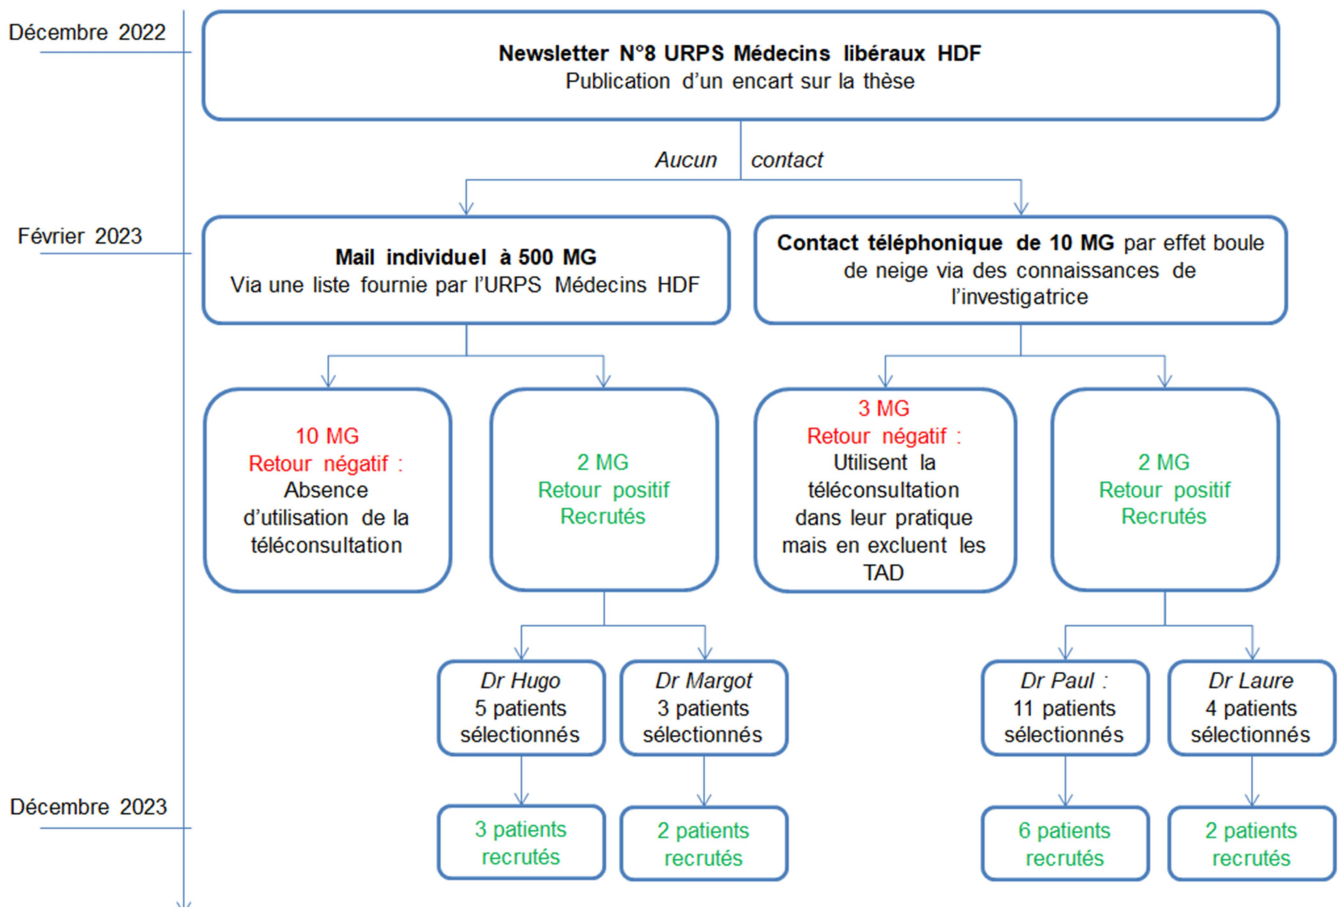 Décembre 2022
Newsletter N°8 URPS Médecins libéraux HDF
Publication d'un encart sur la thèse
Aucun contact
Février 2023
Mail individuel à 500 MG
Via une liste fournie par l'URPS Médecins HDF
Contact téléphonique de 10 MG par effet boule
de neige via des connaissances de
l'investigatrice
10 MG
Retour négatif :
Absence
d'utilisation de la
téléconsultation
2 MG
Retour positif
Recrutés
3 MG
Retour négatif :
Utilisent la
téléconsultation
dans leur pratique
mais en excluent les
TAD
2 MG
Retour positif
Recrutés
Dr Hugo
5 patients
sélectionnés
Dr Margot
3 patients
sélectionnés
Dr Paul :
11 patients
sélectionnés
Dr Laure
4 patients
sélectionnés
Décembre 2023
3 patients
recrutés
2 patients
recrutés
6 patients
recrutés
2 patients
recrutés